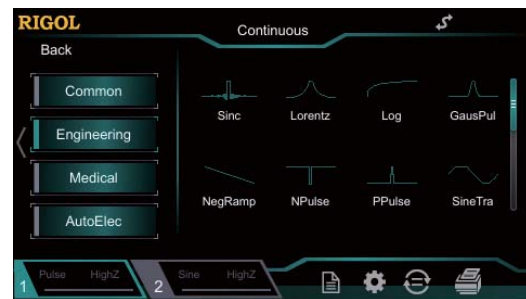 RIGOL
Continuous
Back
Common
Engineering
Medical
AutoElec
Sinc
Lorentz
Log
GausPul
NegRamp
NPulse
PPulse
SineTra
1
Pulse
HighZ
2
Sine
HighZ